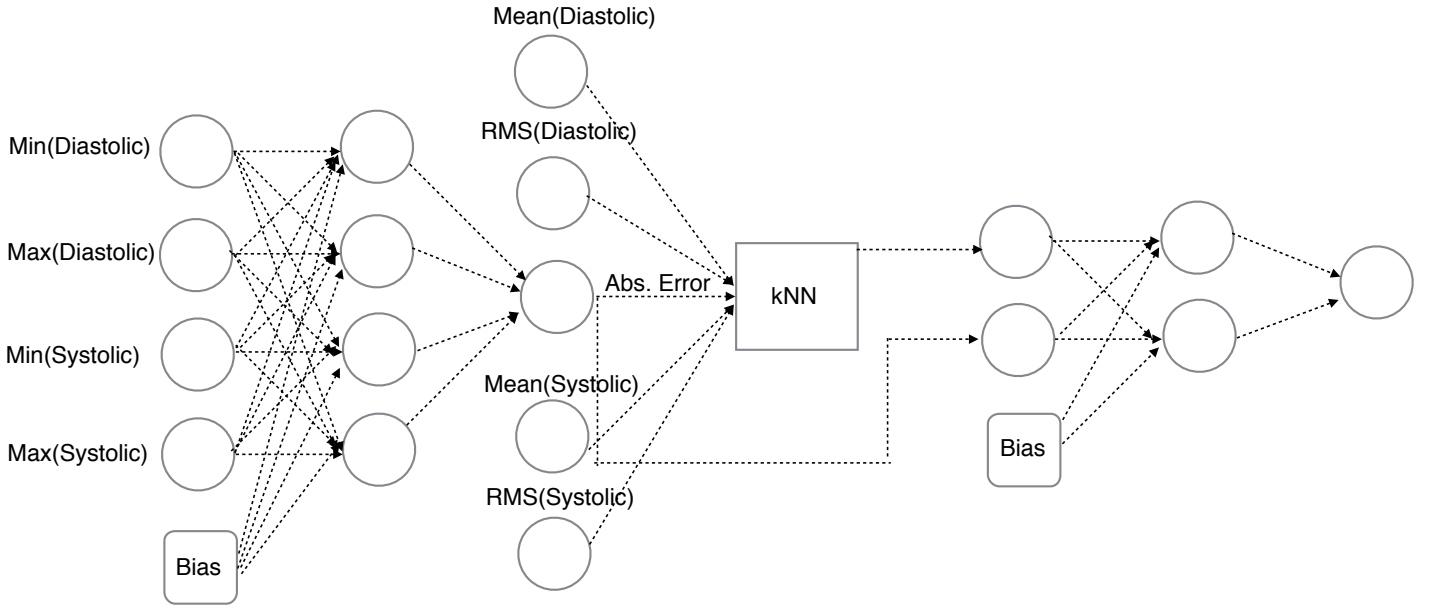 Mean(Diastolic)
RMS(Diastolic)
Min(Diastolic)
Max(Diastolic)
Min(Systolic)
Max(Systolic)
Bias
Abs. Error
kNN
Mean(Systolic)
RMS(Systolic)
Bias